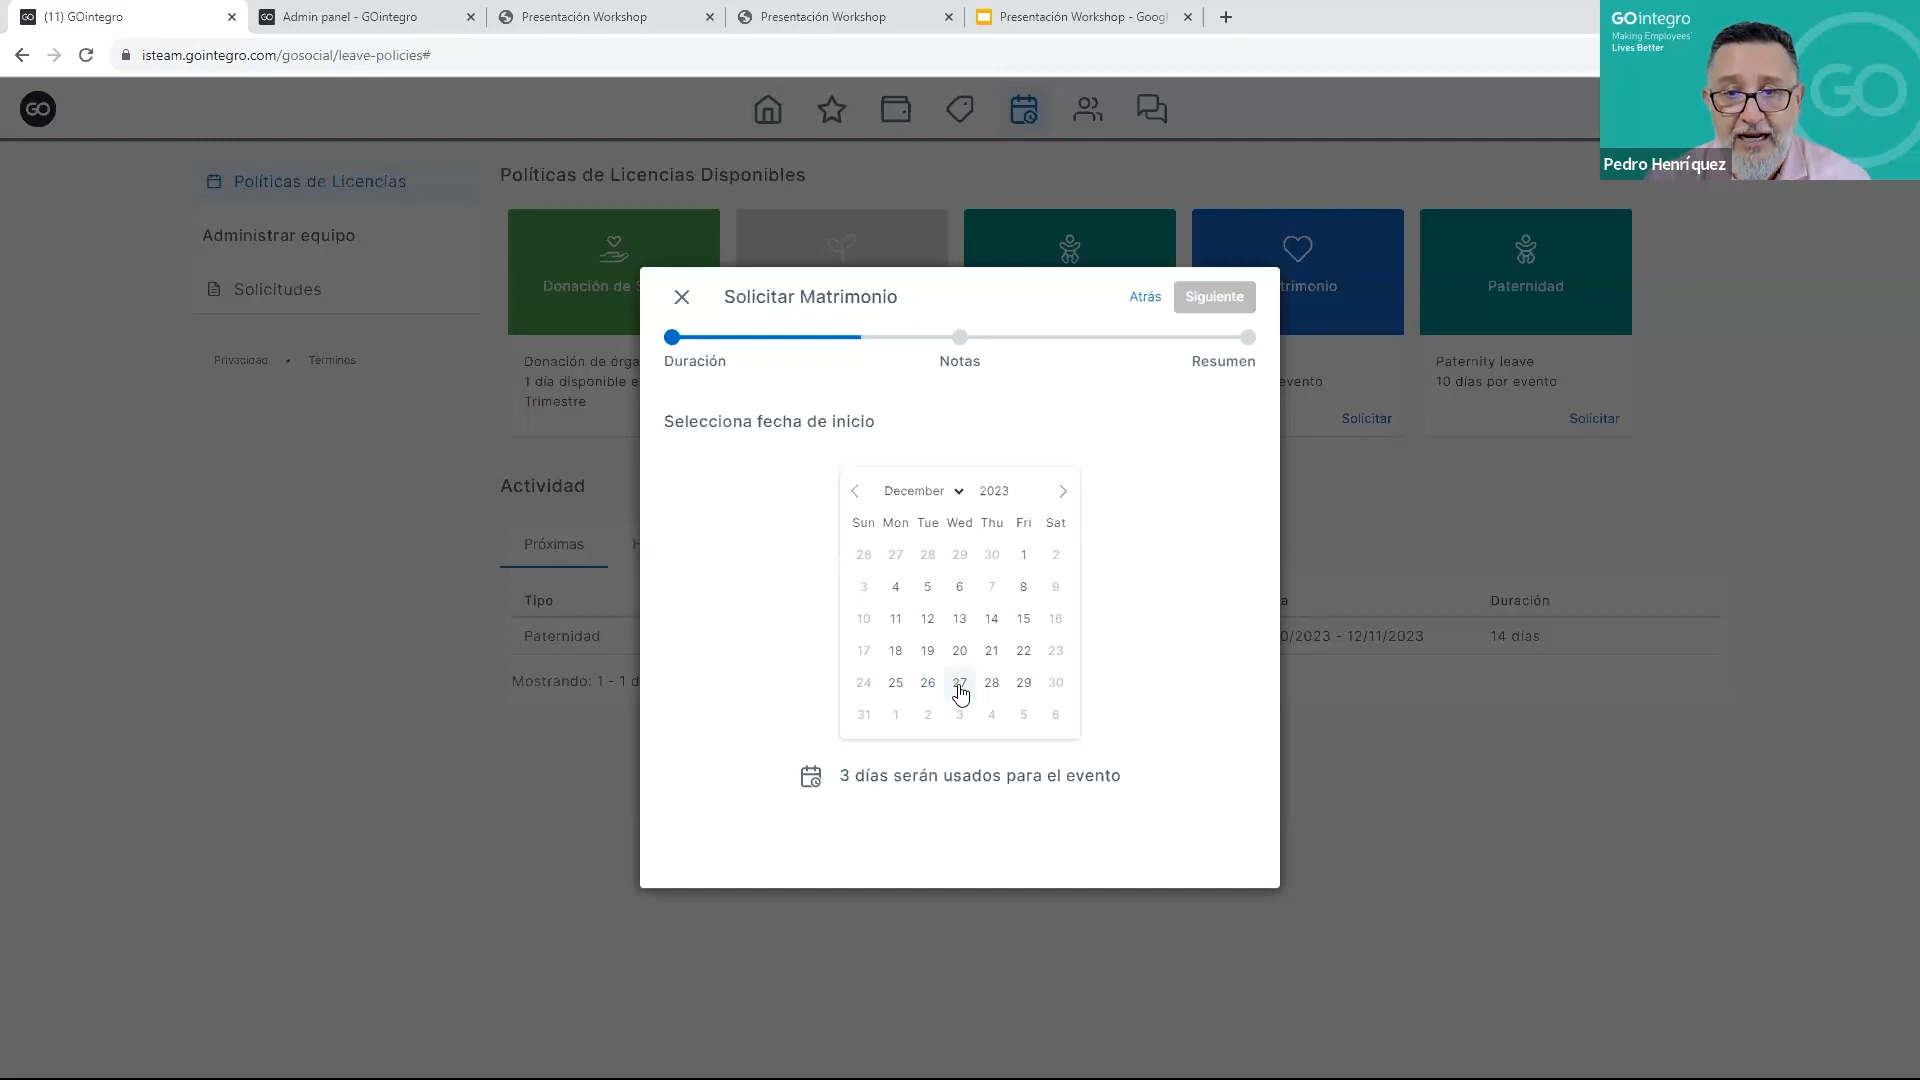 (11) GOintegro
Admin panel - GOintegro
Presentación Workshop
Presentación Workshop
Presentación Workshop - Goog
isteam.gointegro.com/gosocial/leave-policies#
GOintegro
Making Employees'
Lives Better
GO
Pedro Henríquez
GO
Políticas de Licencias
Administrar equipo
Solicitudes
Privacidad • Términos
Políticas de Licencias Disponibles
Donación de S
trimonio
Paternidad
Donación de órga
1 día disponible e
Trimestre
evento
Solicitar
Paternity leave
10 días por evento
Solicitar
Actividad
Próximas
H
Tipo
a
Duración
Paternidad
0/2023 - 12/11/2023
14 días
Mostrando: 1 - 1 d
Solicitar Matrimonio
Atrás
Siguiente
Duración
Notas
Resumen
Selecciona fecha de inicio
December 2023
Sun Mon Tue Wed Thu Fri Sat
26 27 28 29 30 1 2
3 4 5 6 7 8 9
10 11 12 13 14 15 16
17 18 19 20 21 22 23
24 25 26 27 28 29 30
31 1 2 3 4 5 6
3 días serán usados para el evento